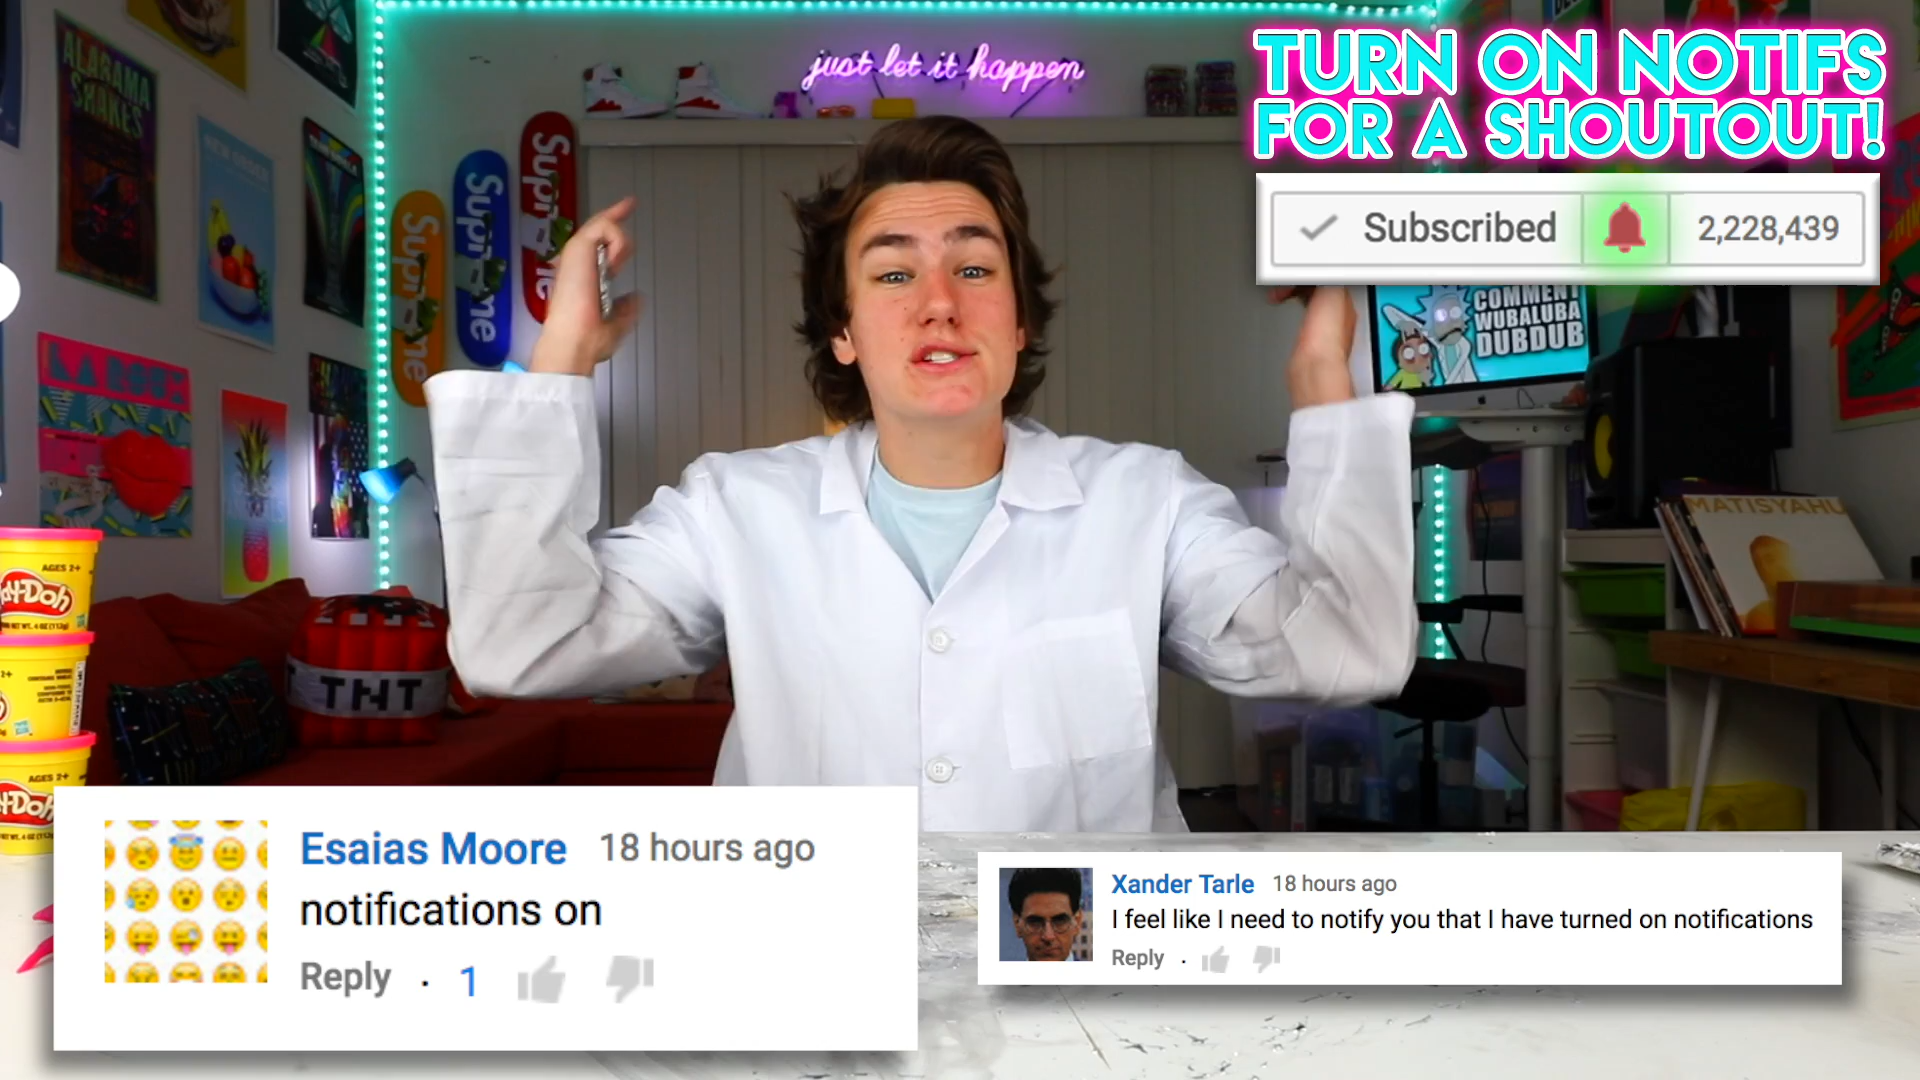 just let it happen
TURN ON NOTIFS
FOR A SHOUTOUT!
Subscribed
2,228,439
ALABAMA
SHAKES
NEW ORDER
Supreme
Supreme
Supreme
COMMENT
WUBALUBA
DUBDUB
MATISYAHU
TNT
AGES 2+
Play-Doh
AGES 2+
Play-Doh
Esaias Moore 18 hours ago
notifications on
Reply · 1
Xander Tarle 18 hours ago
I feel like I need to notify you that I have turned on notifications
Reply ·